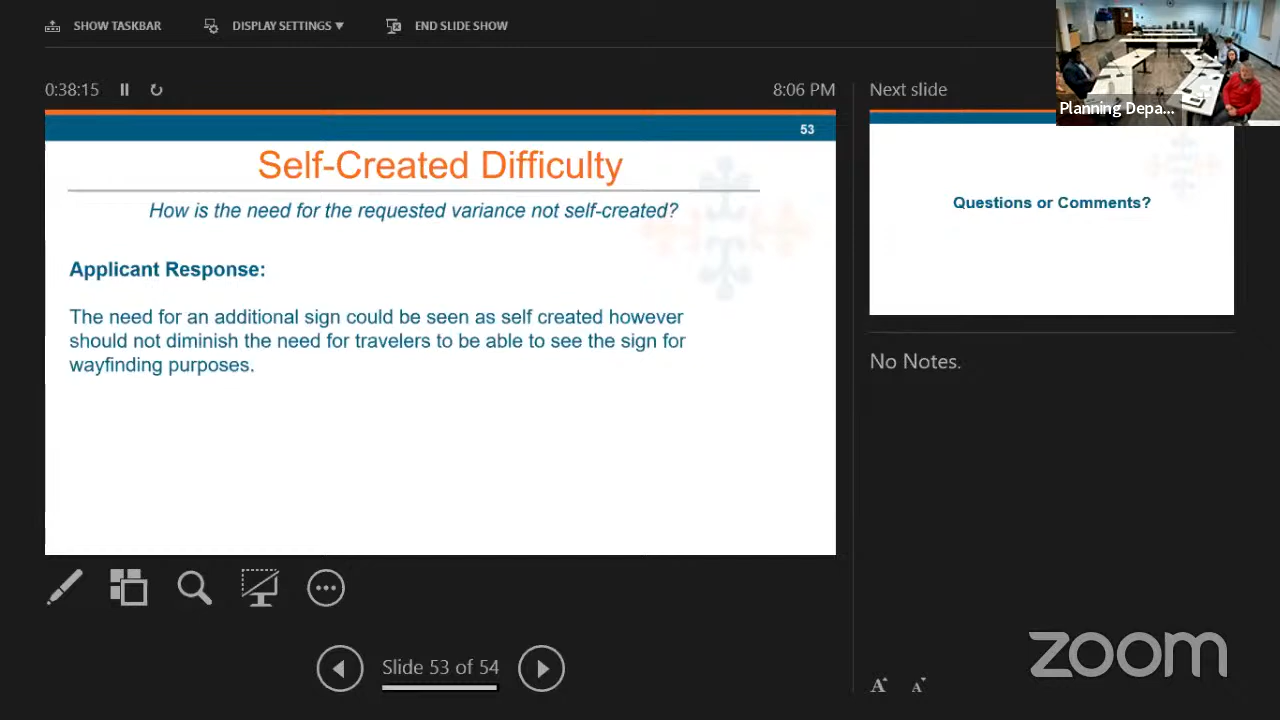 SHOW TASKBAR
DISPLAY SETTINGS
END SLIDE SHOW
0:38:15
8:06 PM
Next slide
Planning Depa...
53
Self-Created Difficulty
How is the need for the requested variance not self-created?
Applicant Response:
The need for an additional sign could be seen as self created however
should not diminish the need for travelers to be able to see the sign for
wayfinding purposes.
Questions or Comments?
No Notes.
Slide 53 of 54
zoom
A A